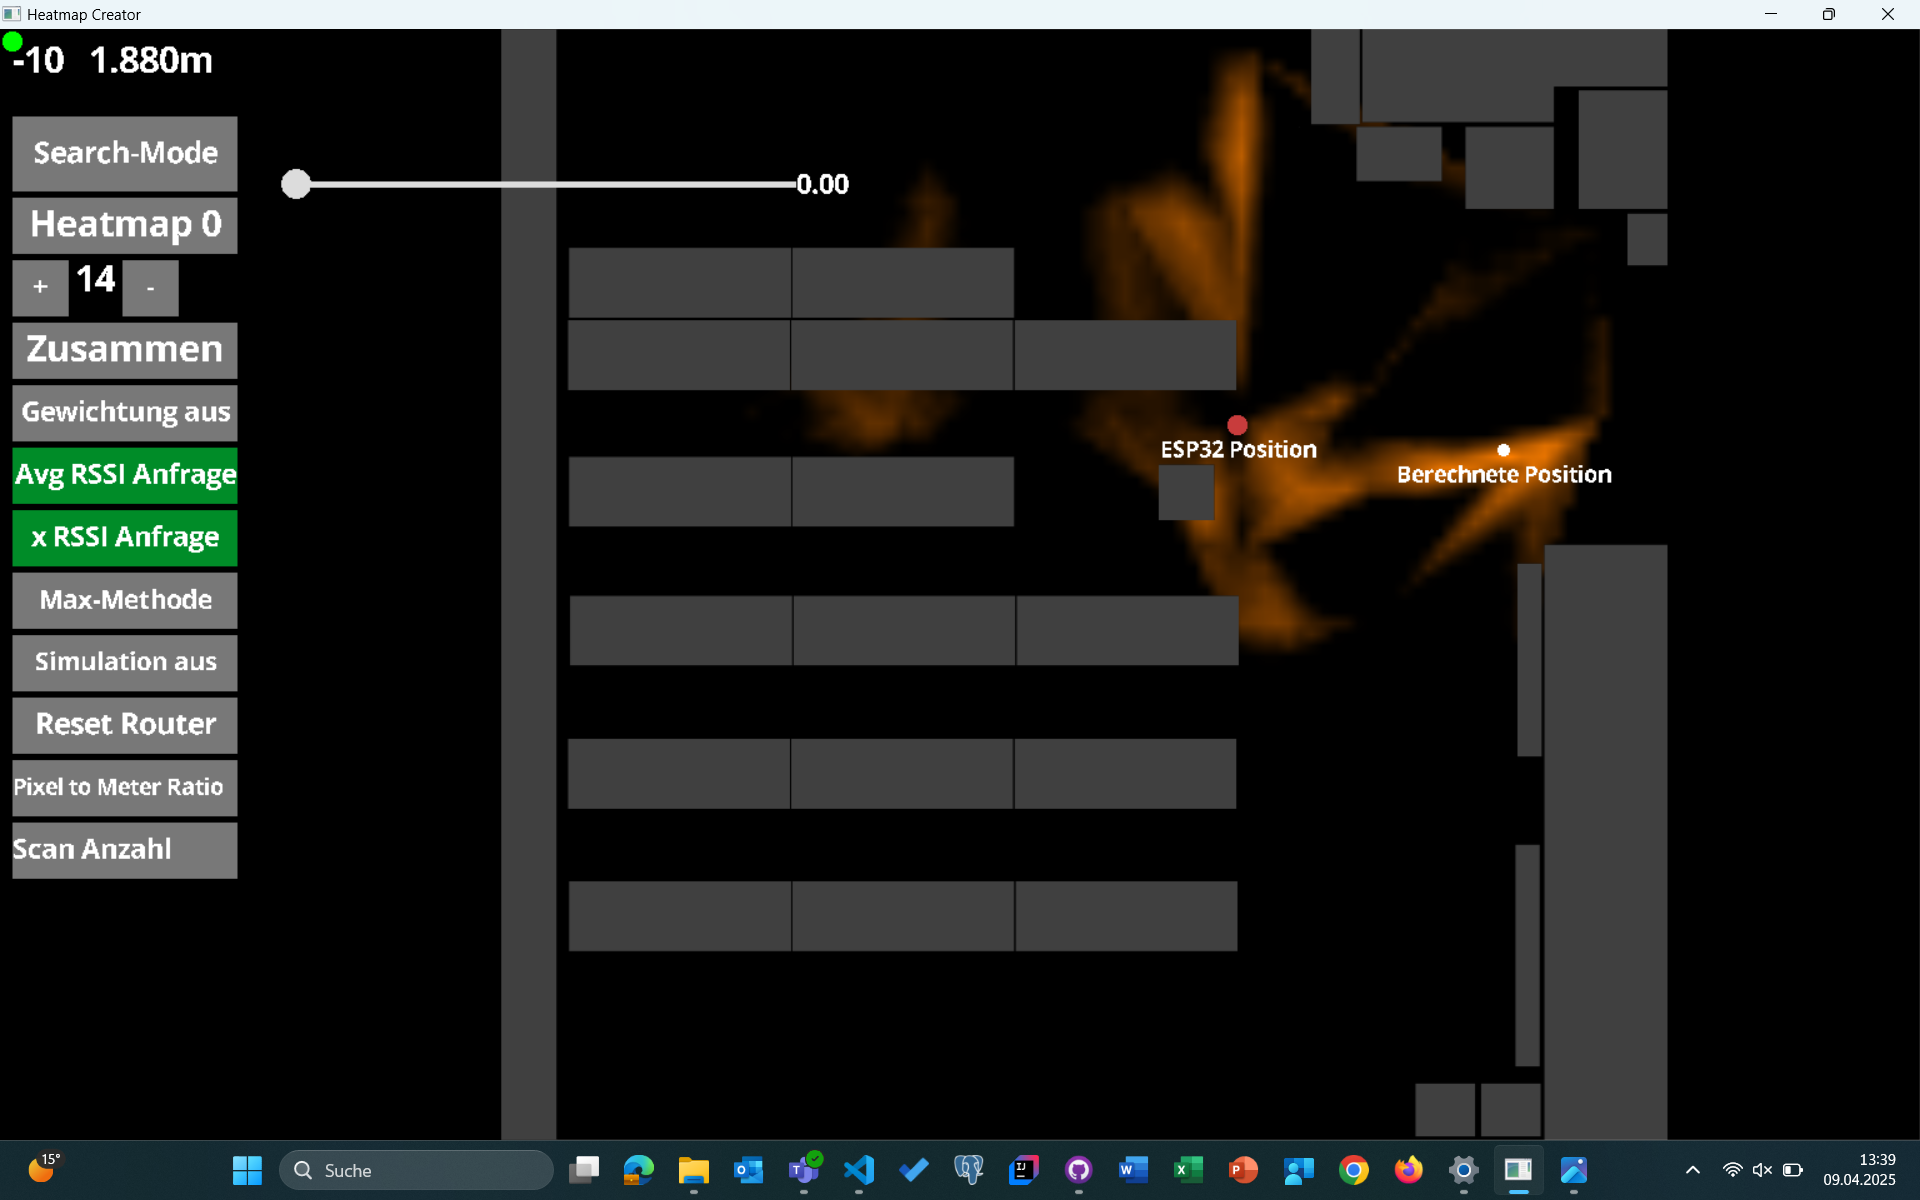 Heatmap Creator
-10 1.880m
Search-Mode
0.00
Heatmap 0
+ 14 -
Zusammen
Gewichtung aus
Avg RSSI Anfrage
x RSSI Anfrage
Max-Methode
Simulation aus
Reset Router
Pixel to Meter Ratio
Scan Anzahl
ESP32 Position
Berechnete Position
15°
Suche
13:39
09.04.2025